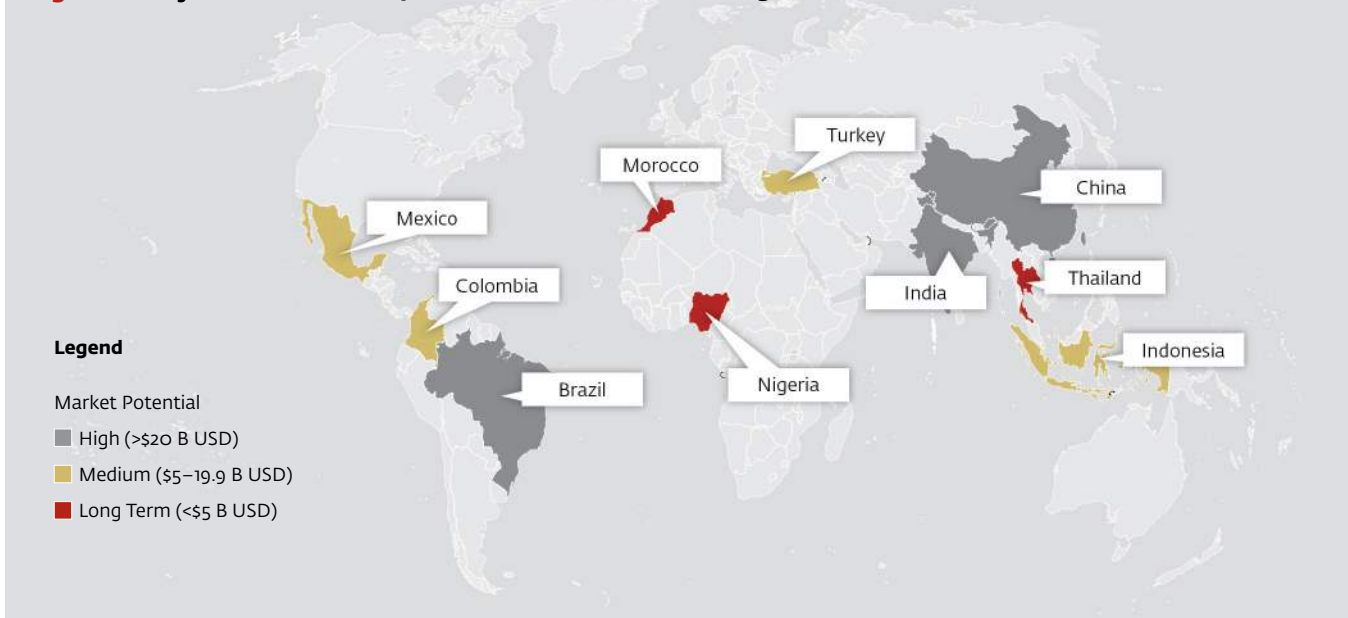 Turkey
Morocco
China
Mexico
Thailand
Colombia
India
Indonesia
Nigeria
Brazil
Legend
Market Potential
High (>$20 B USD)
Medium ($5–19.9 B USD)
Long Term (<$5 B USD)